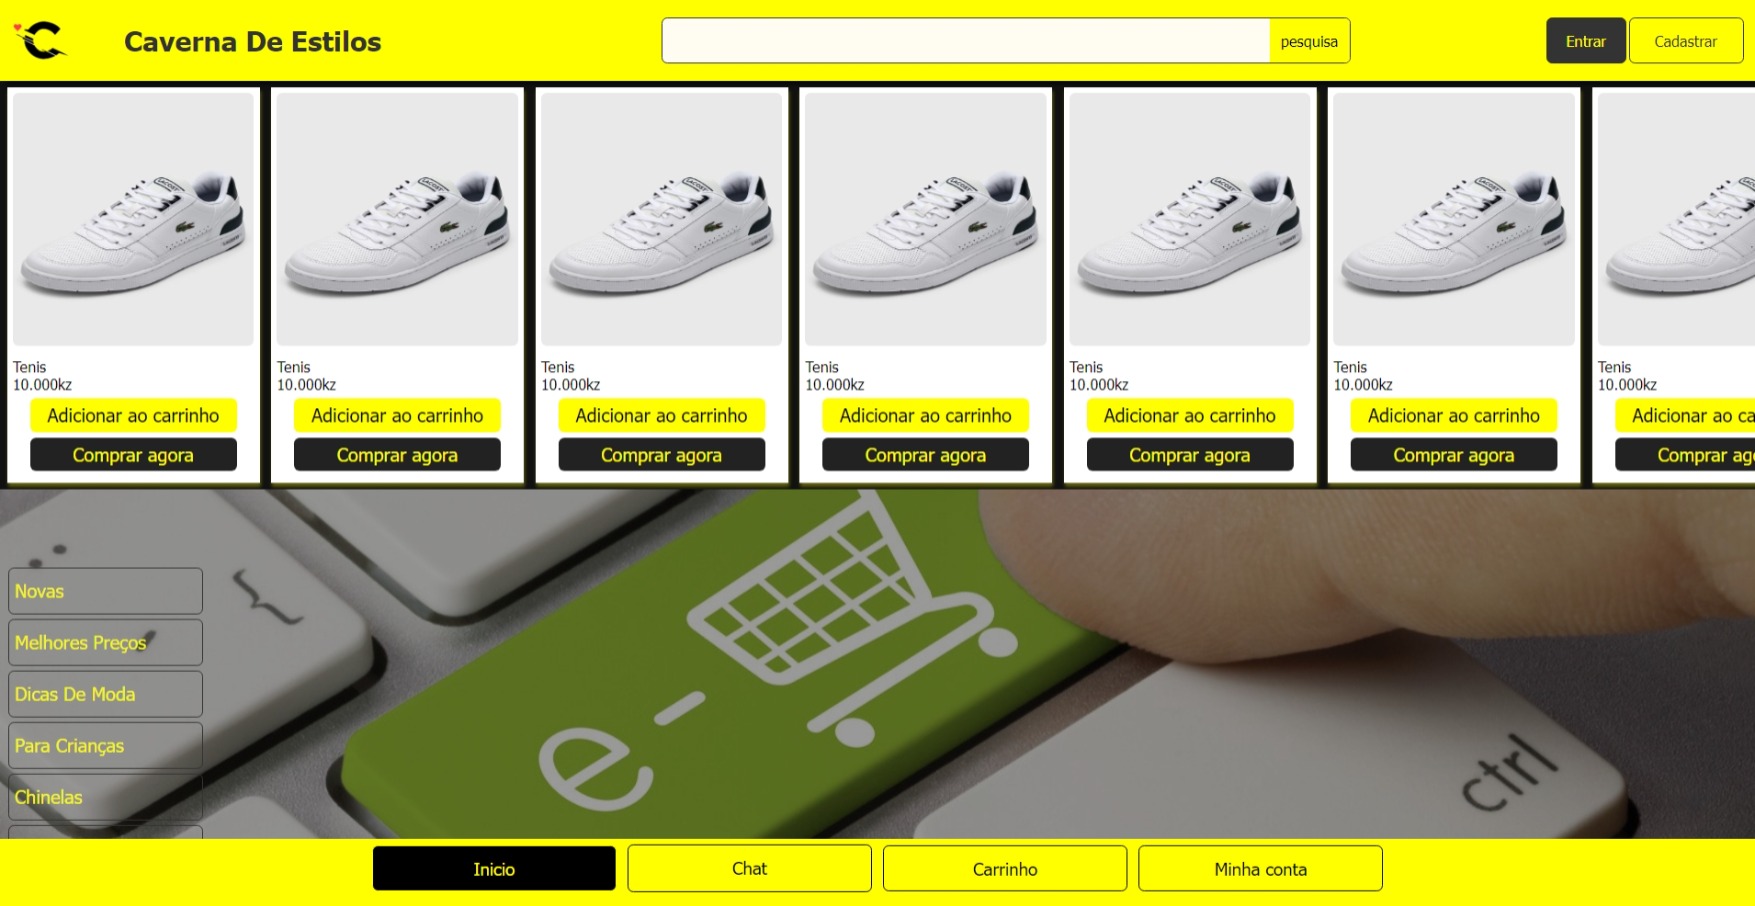 Caverna De Estilos
pesquisa
Entrar
Cadastrar
Tenis
10.000kz
Adicionar ao carrinho
Comprar agora
Tenis
10.000kz
Adicionar ao carrinho
Comprar agora
Tenis
10.000kz
Adicionar ao carrinho
Comprar agora
Tenis
10.000kz
Adicionar ao carrinho
Comprar agora
Tenis
10.000kz
Adicionar ao carrinho
Comprar agora
Tenis
10.000kz
Adicionar ao carrinho
Comprar agora
Tenis
10.000kz
Adicionar ao ca
Comprar ag
Novas
Melhores Preços
Dicas De Moda
Para Crianças
Chinelas
{
e-
ctrl
Inicio
Chat
Carrinho
Minha conta